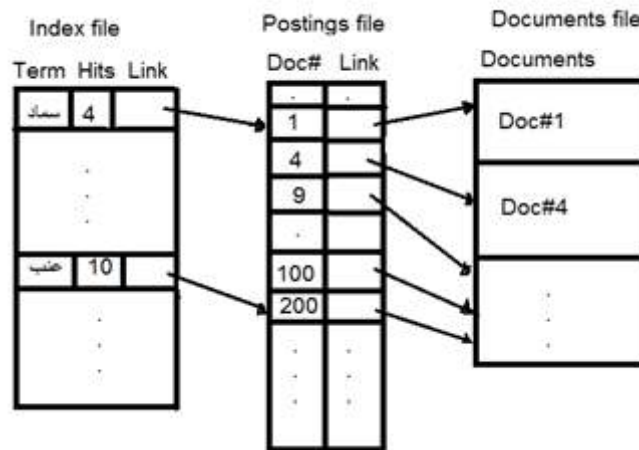 Index file
Term Hits Link
سماد 4
عنب 10
Postings file
Doc# Link
1
4
9
100
200
Documents file
Documents
Doc#1
Doc#4